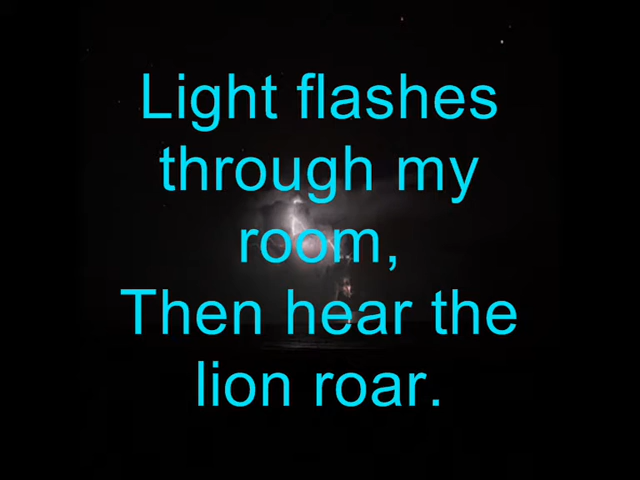 Light flashes
through my
room,
Then hear the
lion roar.